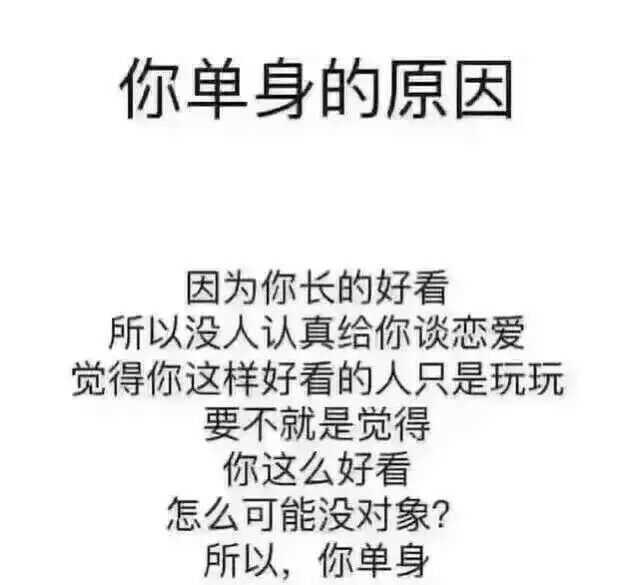 你单身的原因
因为你长的好看
所以没人认真给你谈恋爱
觉得你这样好看的人只是玩玩
要不就是觉得
你这么好看
怎么可能没对象？
所以，你单身